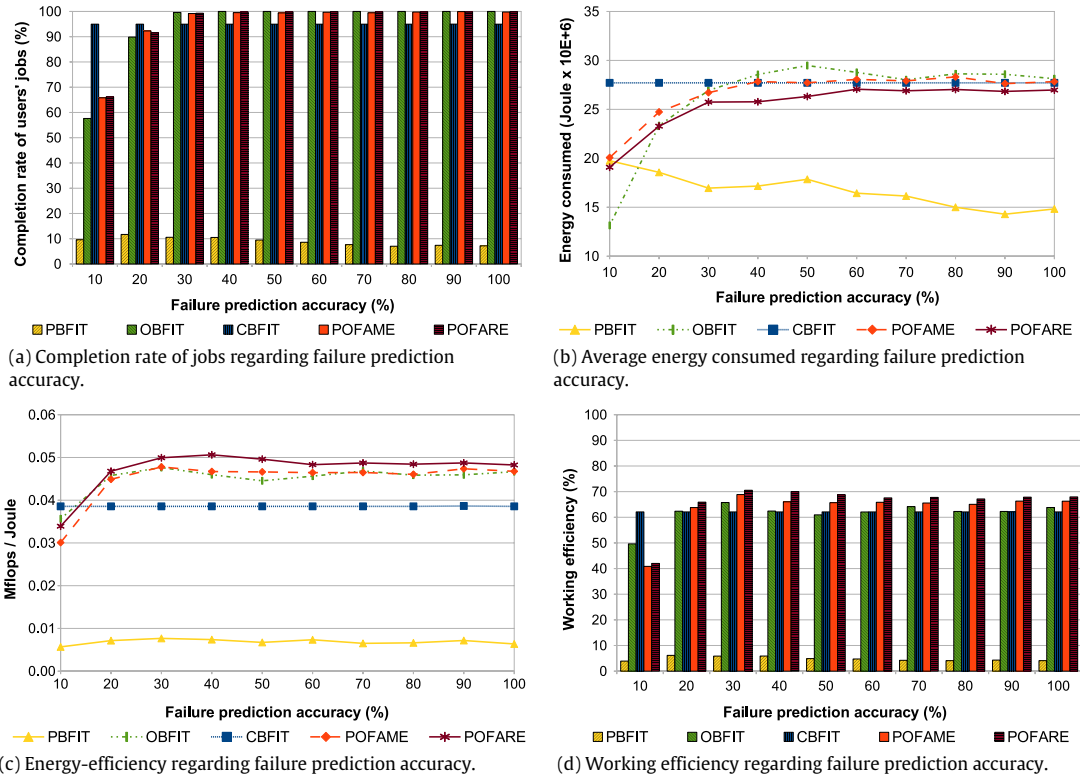 Completion rate of users' jobs (%)
100
90
80
70
60
50
40
30
20
10
0
10 20 30 40 50 60 70 80 90 100
Failure prediction accuracy (%)
PBFIT OBFIT CBFIT POFAME POFARE
(a) Completion rate of jobs regarding failure prediction
accuracy.
Energy consumed (Joule x 10E+6)
35
30
25
20
15
10
10 20 30 40 50 60 70 80 90 100
Failure prediction accuracy (%)
PBFIT OBFIT CBFIT POFAME POFARE
(b) Average energy consumed regarding failure prediction
accuracy.
Mflops / Joule
0.06
0.05
0.04
0.03
0.02
0.01
0.00
10 20 30 40 50 60 70 80 90 100
Failure prediction accuracy (%)
PBFIT OBFIT CBFIT POFAME POFARE
(c) Energy-efficiency regarding failure prediction accuracy.
Working efficiency (%)
100
90
80
70
60
50
40
30
20
10
0
10 20 30 40 50 60 70 80 90 100
Failure prediction accuracy (%)
PBFIT OBFIT CBFIT POFAME POFARE
(d) Working efficiency regarding failure prediction accuracy.